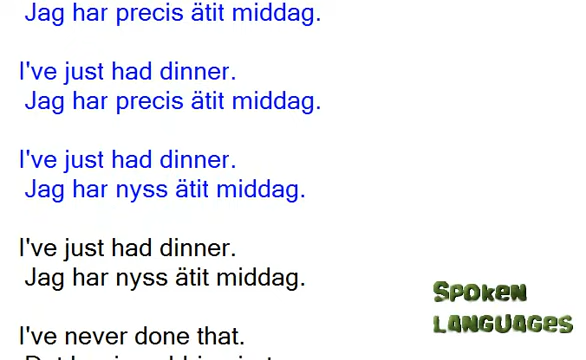 Jag har precis ätit middag.
I've just had dinner.
Jag har precis ätit middag.
I've just had dinner.
Jag har nyss ätit middag.
I've just had dinner.
Jag har nyss ätit middag.
I've never done that.
SPOKEN
LANGUAGES